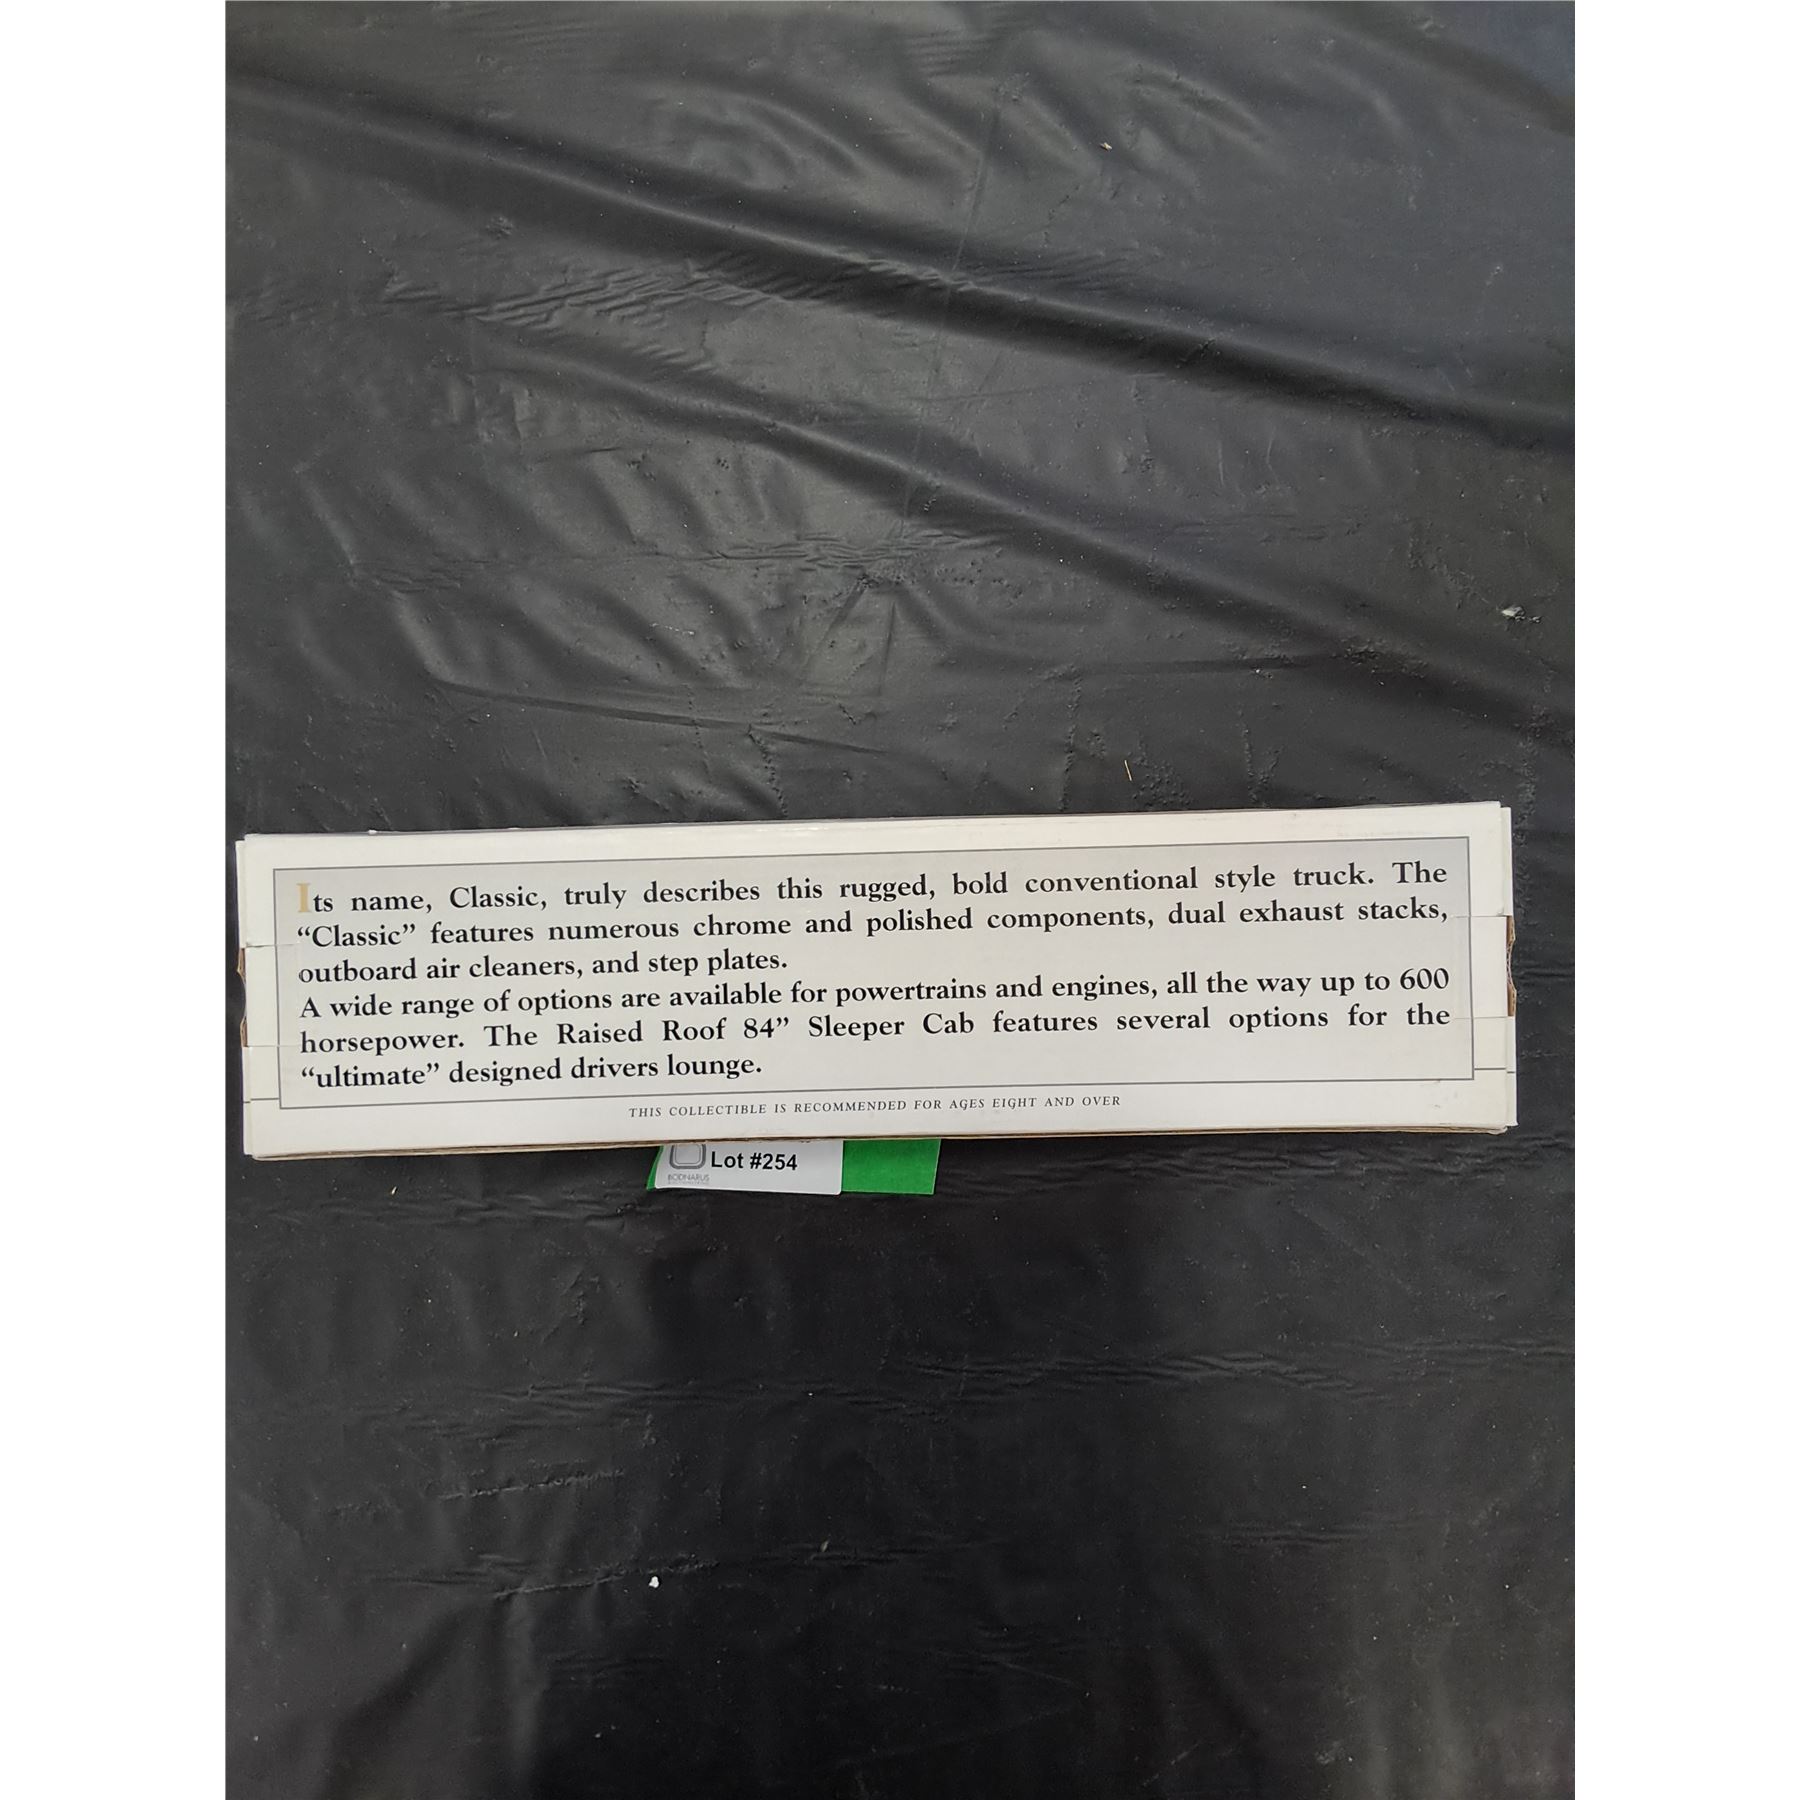 Its name, Classic, truly describes this rugged, bold conventional style truck. The
“Classic” features numerous chrome and polished components, dual exhaust stacks,
outboard air cleaners, and step plates.
A wide range of options are available for powertrains and engines, all the way up to 600
horsepower. The Raised Roof 84” Sleeper Cab features several options for the
“ultimate” designed drivers lounge.
THIS COLLECTIBLE IS RECOMMENDED FOR AGES EIGHT AND OVER
Lot #254
BODNARUS